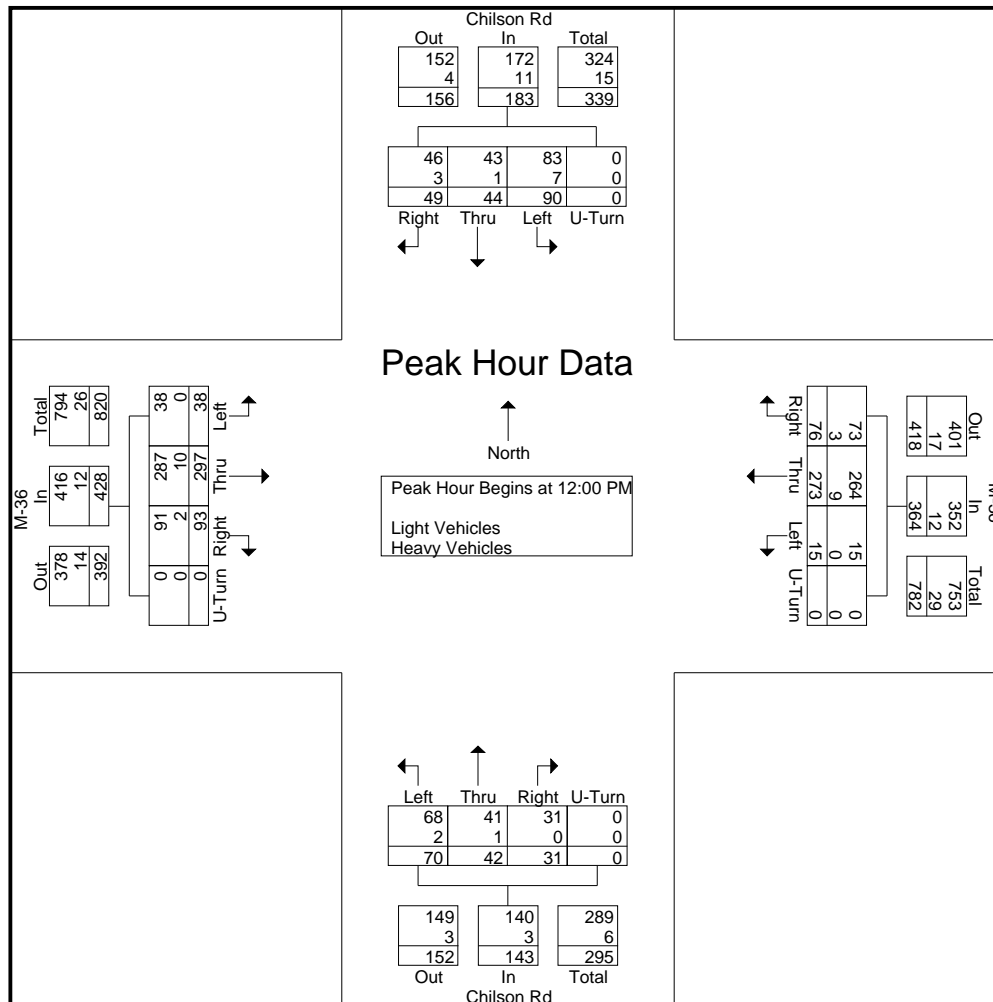 Chilson Rd
Out In Total
152 172 324
4 11 15
156 183 339
46 43 83 0
3 1 7 0
49 44 90 0
Right Thru Left U-Turn
Peak Hour Data
North
Peak Hour Begins at 12:00 PM
Light Vehicles
Heavy Vehicles
M-36
Out In Total
378 416 794
14 12 26
392 428 820
91 287 38
0 2 10 0
0 93 297 38
0
U-Turn Right Thru Left
Out In Total
401 352 753
17 12 29
418 364 782
73 264 15 0
3 9 0 0
76 273 15 0
Right Thru Left U-Turn
Left Thru Right U-Turn
68 41 31 0
2 1 0 0
70 42 31 0
149 140 289
3 3 6
152 143 295
Out In Total
Chilson Rd